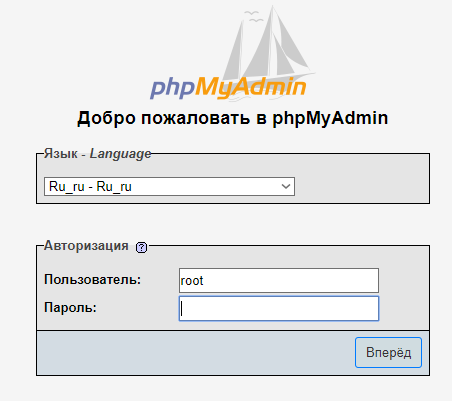 phpMyAdmin
Добро пожаловать в phpMyAdmin
Язык - Language
Ru_ru - Ru_ru
Авторизация ?
Пользователь: root
Пароль:
Вперёд